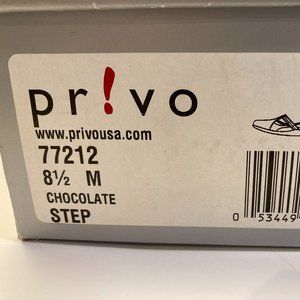 pr!vo
www.privousa.com
77212
8½ M
CHOCOLATE
STEP
0 53449